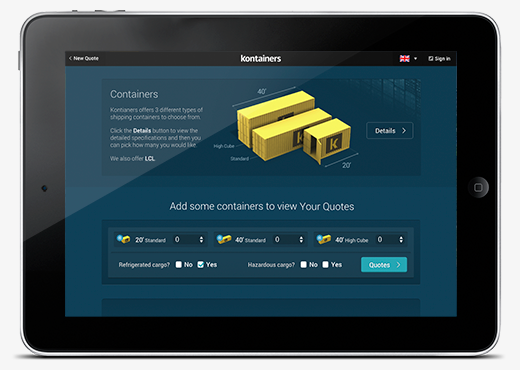 New Quote
kontainers
Sign in
Containers
Kontianers offers 3 different types of
shipping containers to choose from.
Click the Details button to view the
detailed specifications and then you
can pick how many you would like.
We also offer LCL.
40'
High Cube
Standard
20'
K
Details
Add some containers to view Your Quotes
20' Standard 0
40' Standard 0
40' High Cube 0
Refrigerated cargo? No Yes
Hazardous cargo? No Yes
Quotes